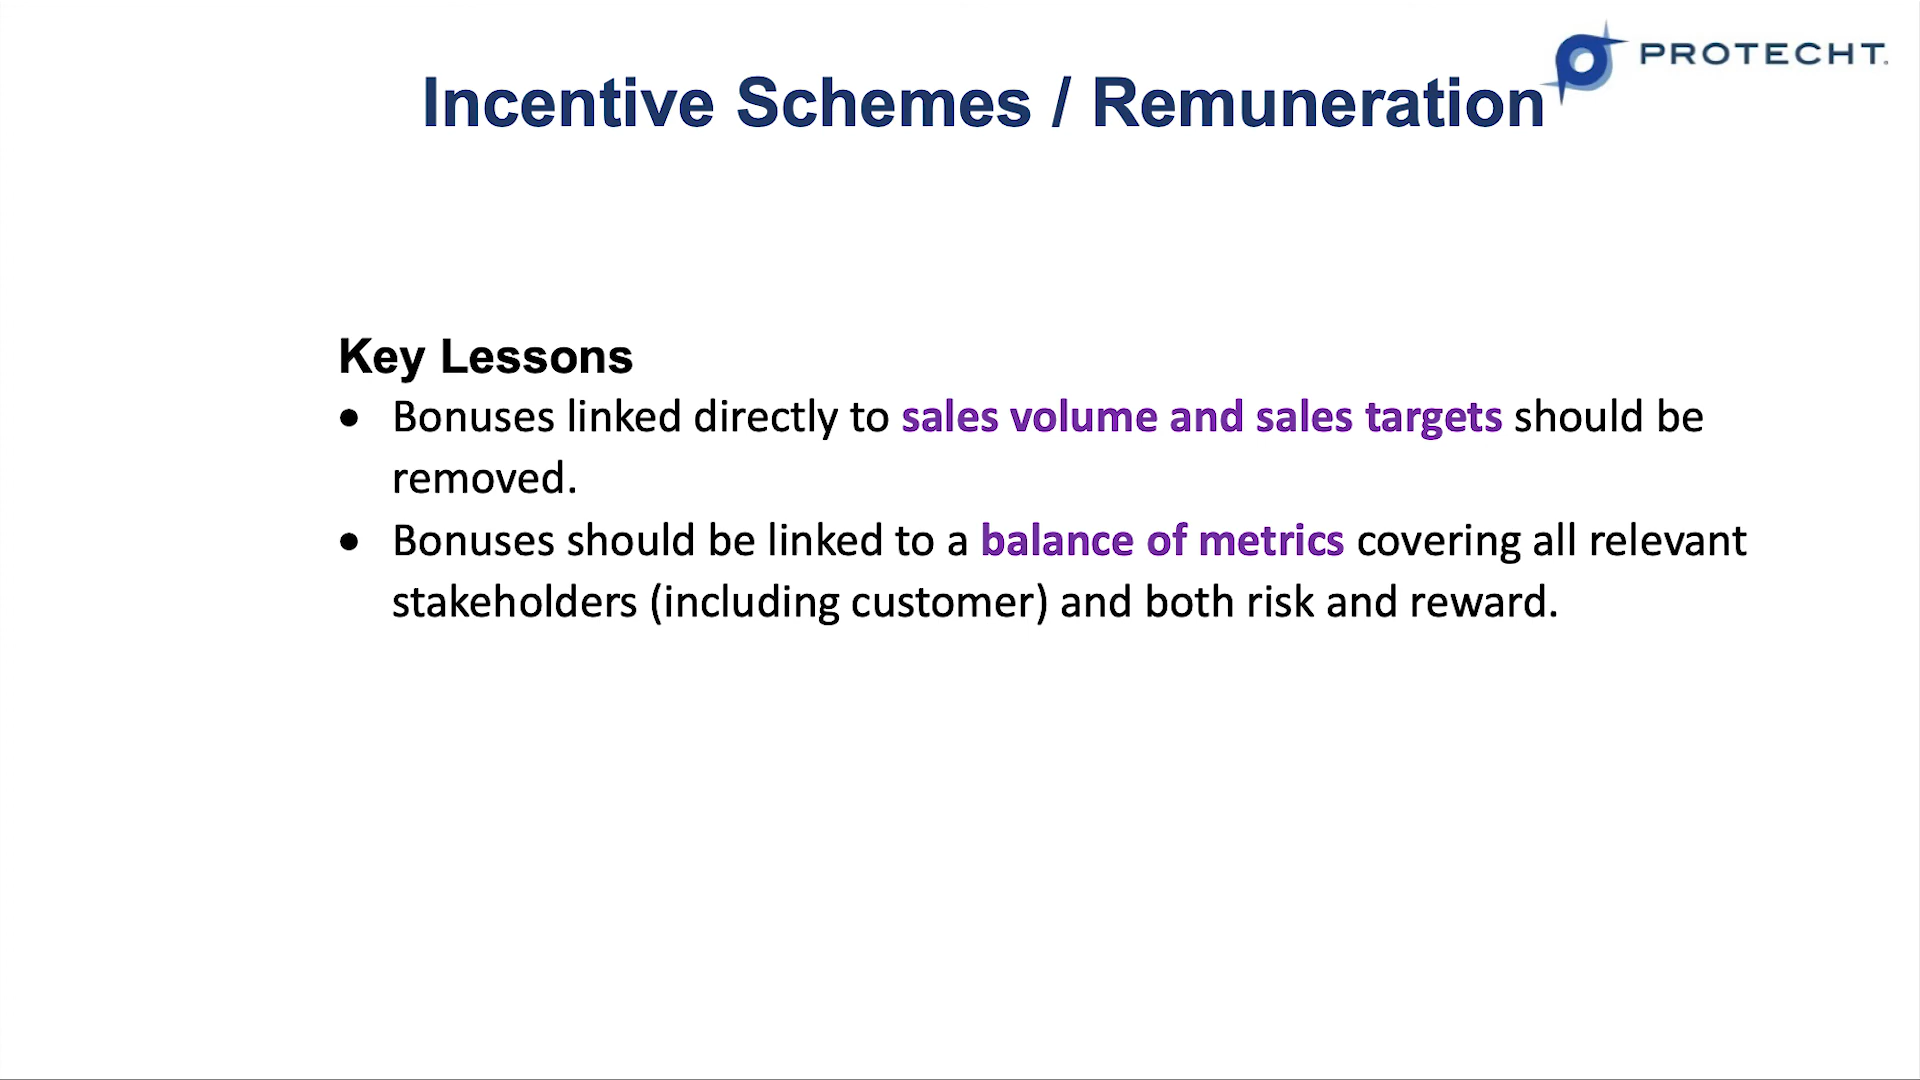 PROTECHT.
Incentive Schemes / Remuneration
Key Lessons
• Bonuses linked directly to sales volume and sales targets should be
removed.
• Bonuses should be linked to a balance of metrics covering all relevant
stakeholders (including customer) and both risk and reward.